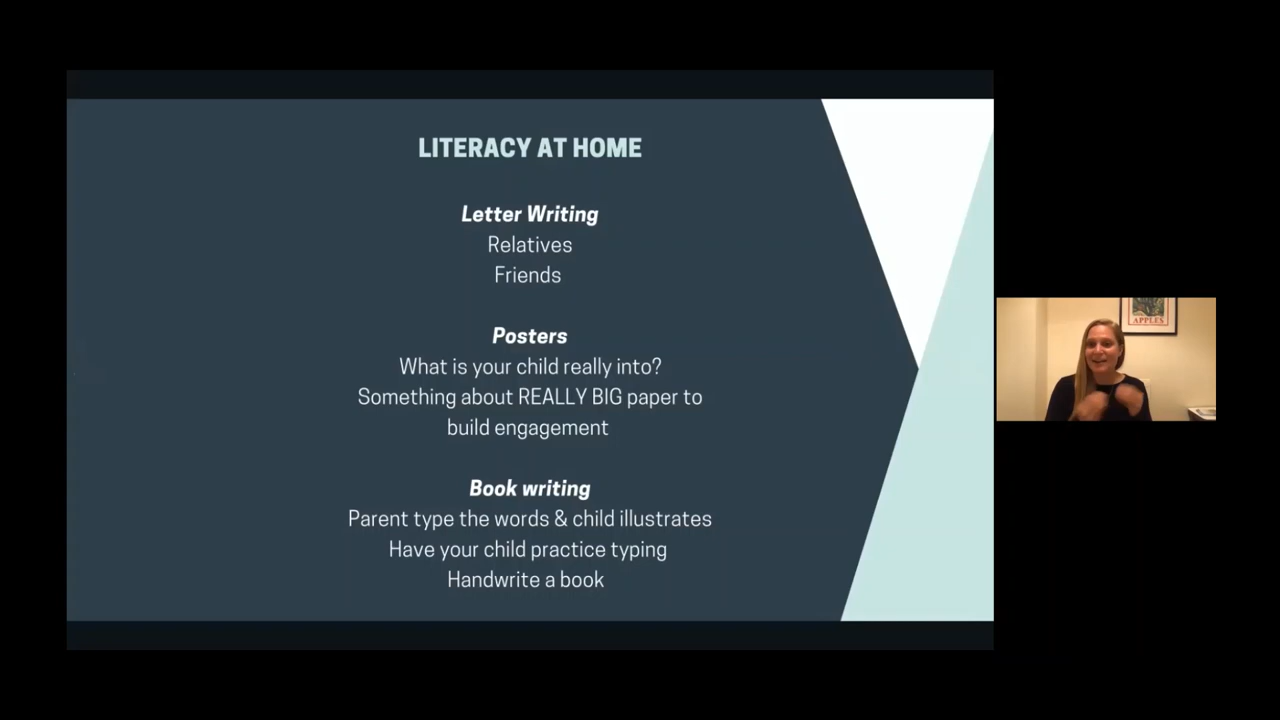 LITERACY AT HOME
Letter Writing
Relatives
Friends
Posters
What is your child really into?
Something about REALLY BIG paper to
build engagement
Book writing
Parent type the words & child illustrates
Have your child practice typing
Handwrite a book
APPLES